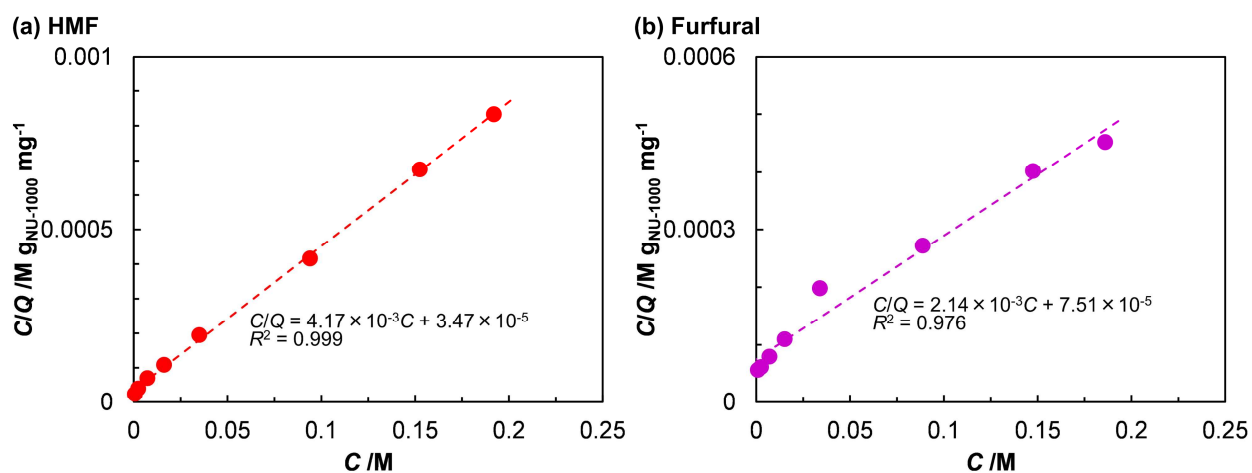 (a) HMF
0.001
0.0005
0
C/Q /M g_NU-1000 mg⁻¹
C/Q = 4.17 × 10⁻³C + 3.47 × 10⁻⁵
R² = 0.999
0 0.05 0.1 0.15 0.2 0.25
C /M
(b) Furfural
0.0006
0.0003
0
C/Q /M g_NU-1000 mg⁻¹
C/Q = 2.14 × 10⁻³C + 7.51 × 10⁻⁵
R² = 0.976
0 0.05 0.1 0.15 0.2 0.25
C /M